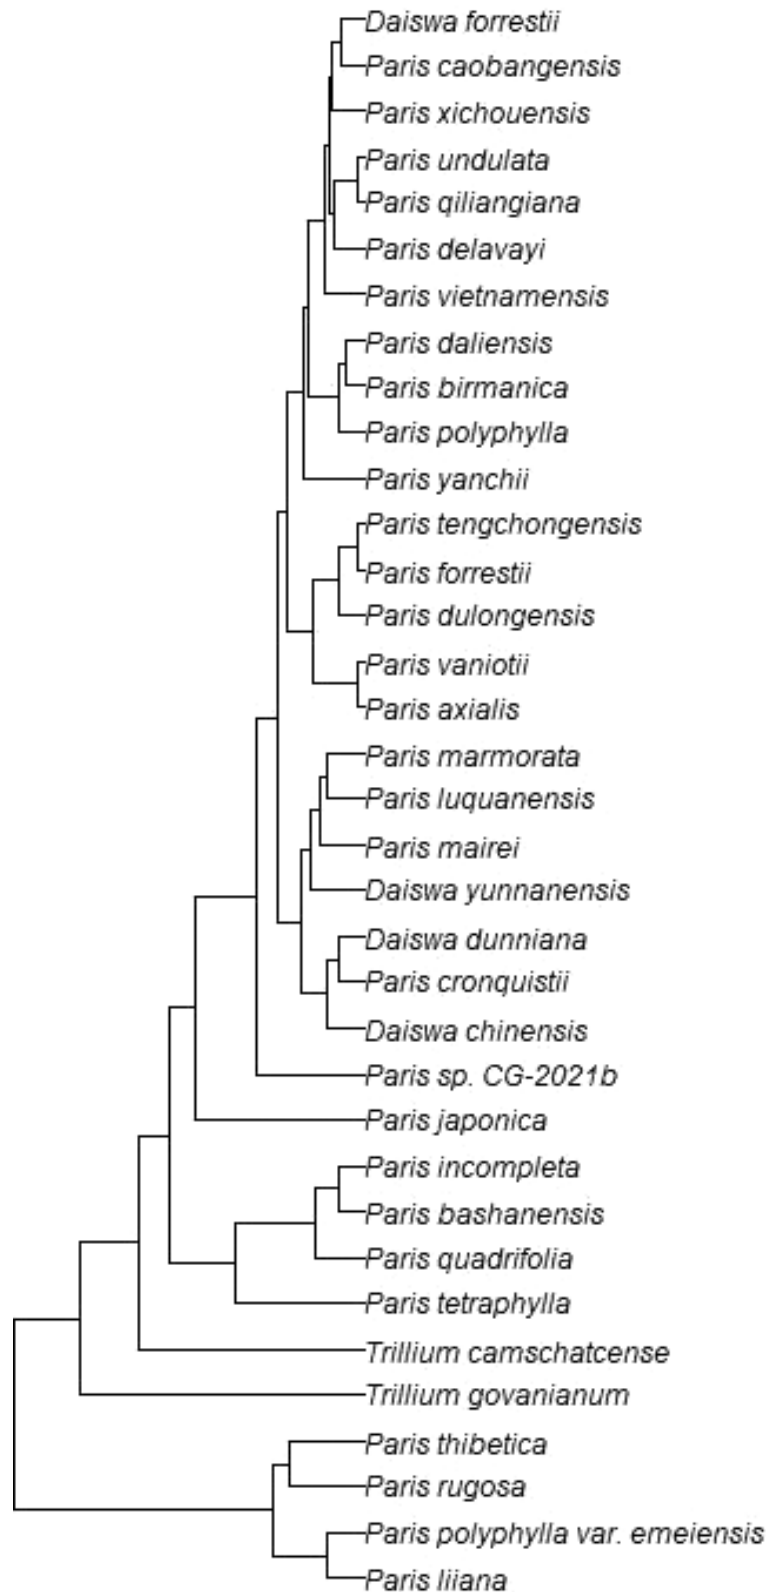 Daiswa forrestii
Paris caobangensis
Paris xichouensis
Paris undulata
Paris qiliangiana
Paris delavayi
Paris vietnamensis
Paris daliensis
Paris birmanica
Paris polyphylla
Paris yanchii
Paris tengchongensis
Paris forrestii
Paris dulongensis
Paris vaniotii
Paris axialis
Paris marmorata
Paris luquanensis
Paris mairei
Daiswa yunnanensis
Daiswa dunniana
Paris cronquistii
Daiswa chinensis
Paris sp. CG-2021b
Paris japonica
Paris incompleta
Paris bashanensis
Paris quadrifolia
Paris tetraphylla
Trillium camschatcense
Trillium govanianum
Paris thibetica
Paris rugosa
Paris polyphylla var. emeiensis
Paris liiana